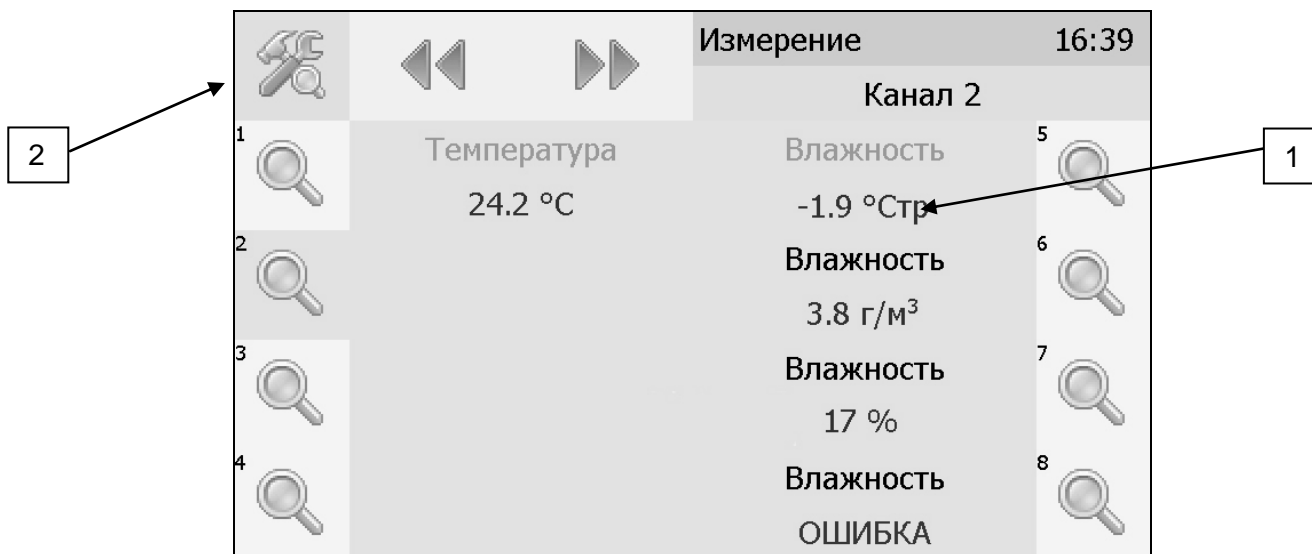 Измерение 16:39
Канал 2
2
1
1 Температура Влажность 5
24.2 °C -1.9 °Cтр
2 Влажность 6
3.8 г/м³
3 Влажность 7
17 %
4 Влажность 8
ОШИБКА